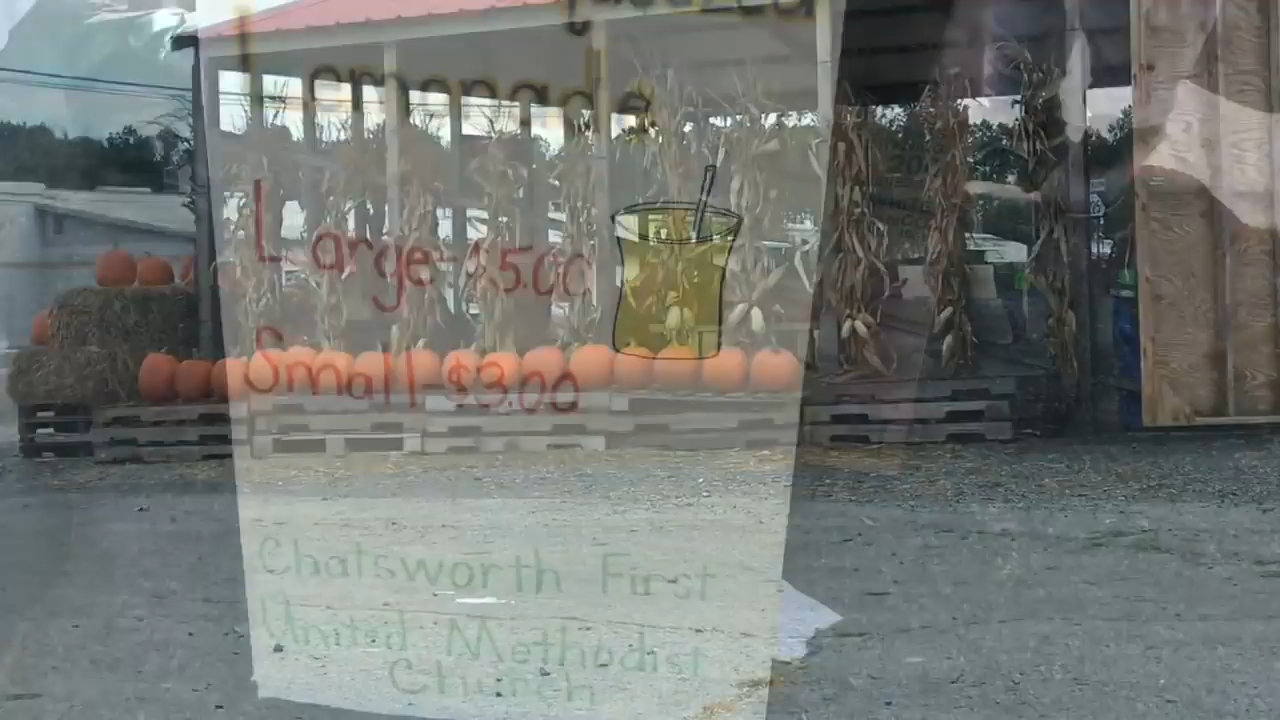 Lemonade
Large-$5.00
Small-$3.00
Chatsworth First
United Methodist
Church